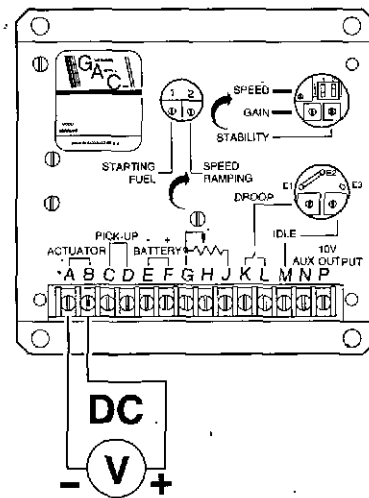 GAC
1 2
SPEED
GAIN
STABILITY
STARTING FUEL
SPEED RAMPING
DROOP
E1 E2 E3
IDLE
PICK-UP
ACTUATOR
- + BATTERY
10V
AUX OUTPUT
A B C D E F G H J K L M N P
DC
- V +